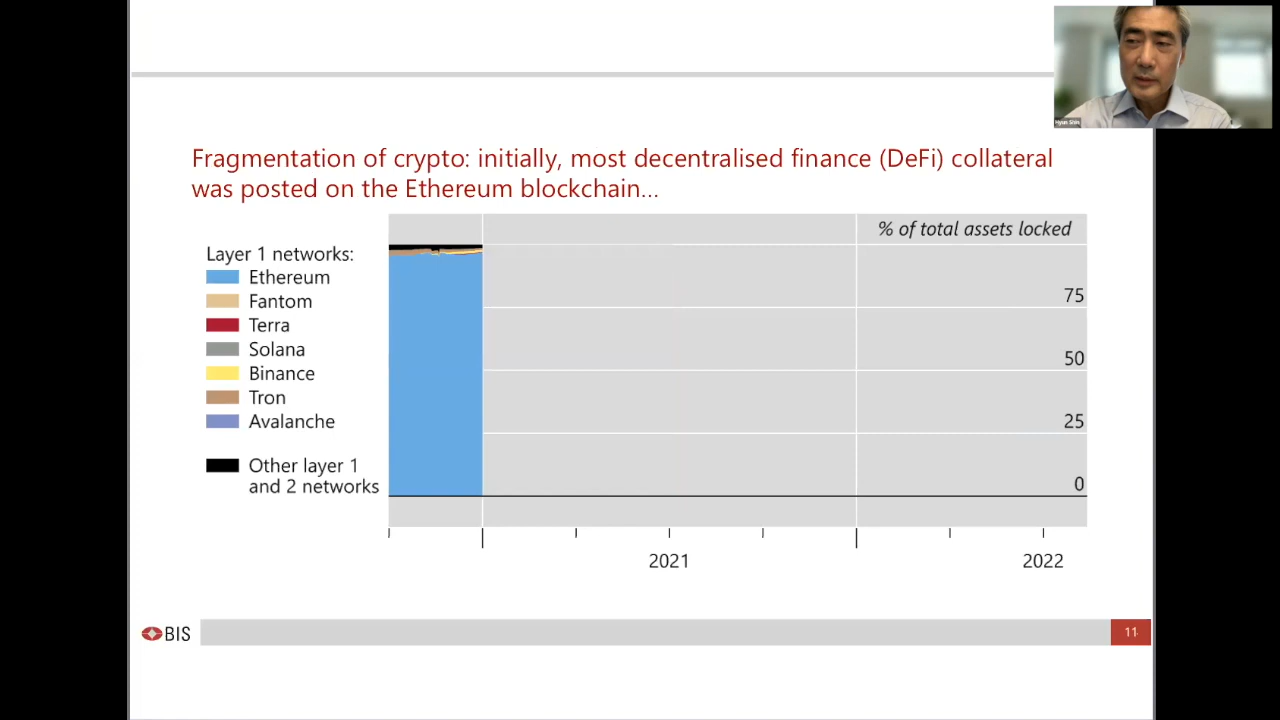 Hyun Shin
Fragmentation of crypto: initially, most decentralised finance (DeFi) collateral
was posted on the Ethereum blockchain...
% of total assets locked
Layer 1 networks:
Ethereum
Fantom
Terra
Solana
Binance
Tron
Avalanche
Other layer 1
and 2 networks
75
50
25
0
2021
2022
BIS
11